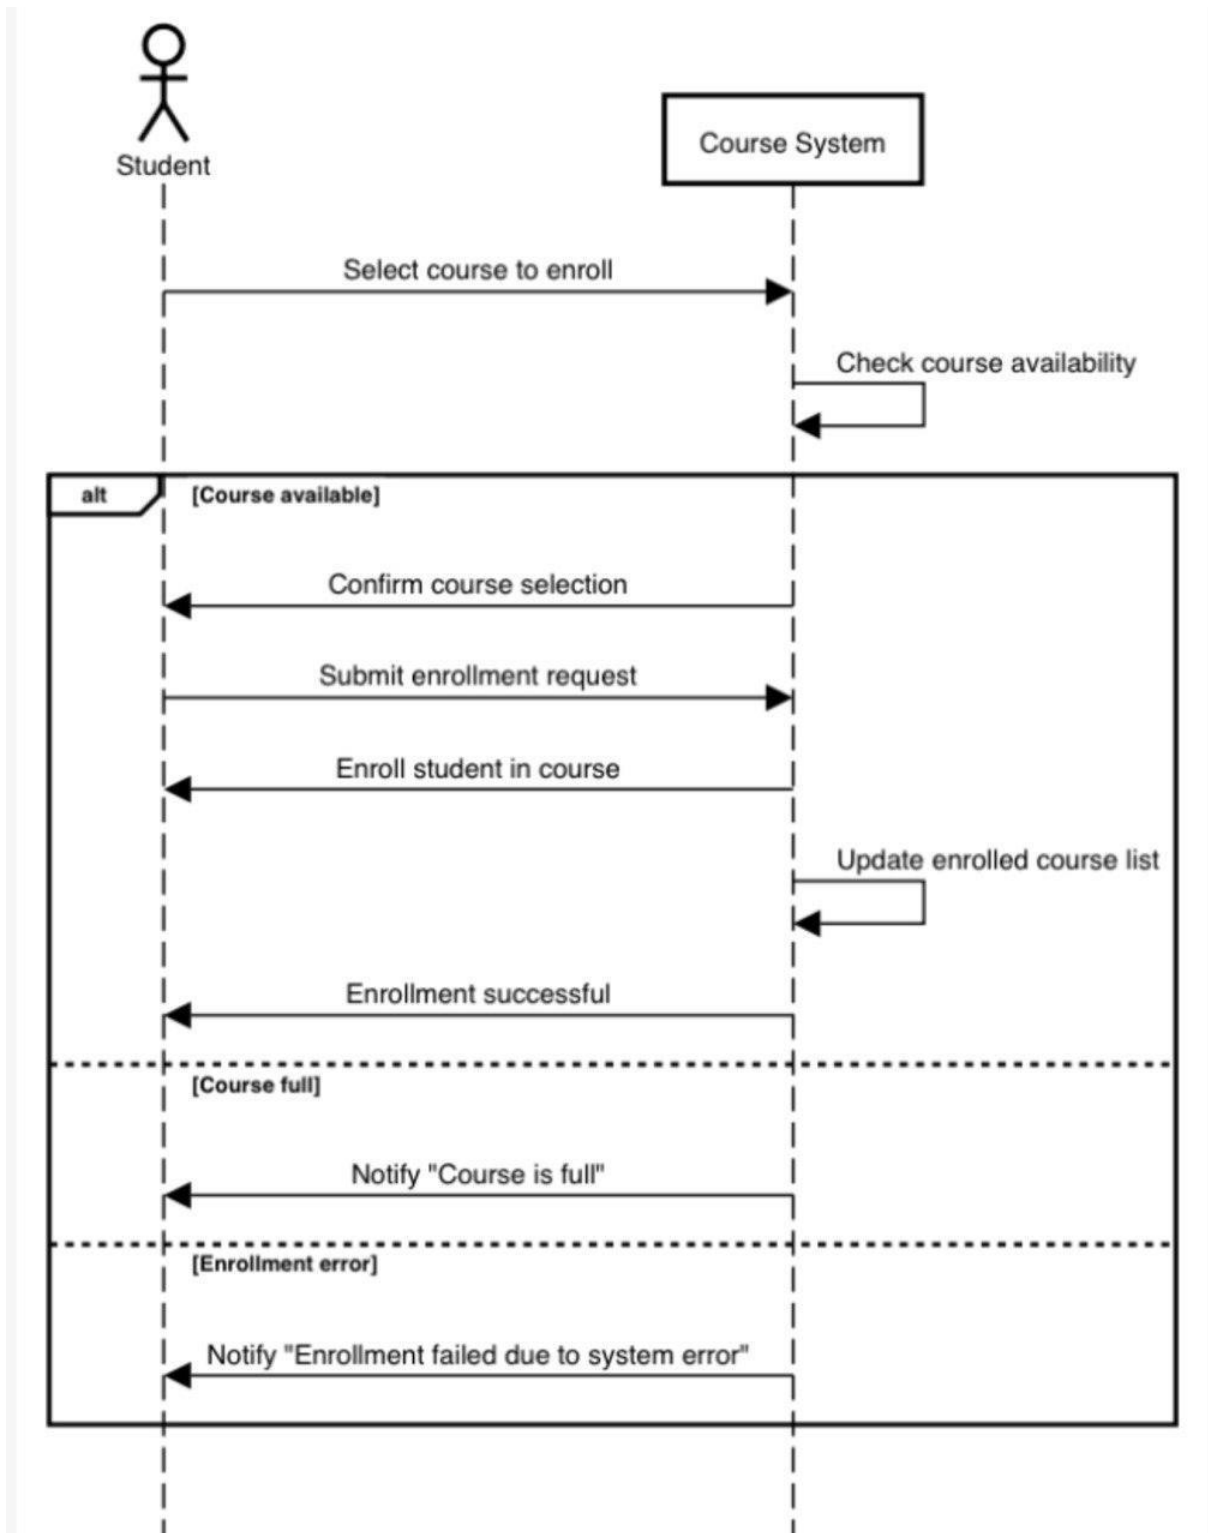 Student
Course System
Select course to enroll
Check course availability
alt
[Course available]
Confirm course selection
Submit enrollment request
Enroll student in course
Update enrolled course list
Enrollment successful
[Course full]
Notify "Course is full"
[Enrollment error]
Notify "Enrollment failed due to system error"